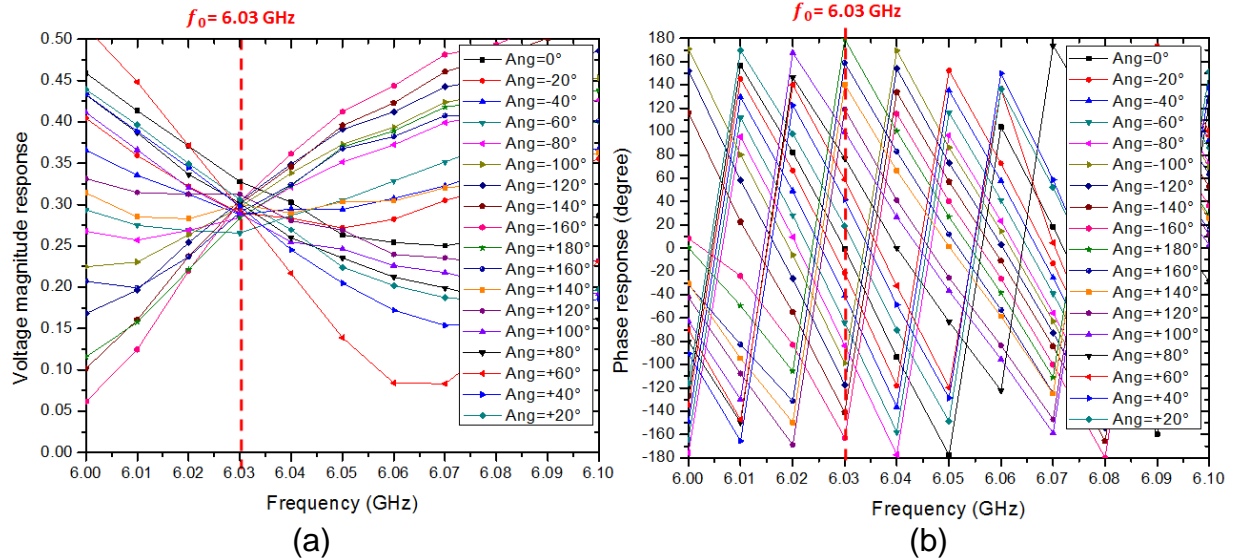 f₀= 6.03 GHz
0.50
0.45
0.40
0.35
0.30
0.25
0.20
0.15
0.10
0.05
0.00
Voltage magnitude response
6.00 6.01 6.02 6.03 6.04 6.05 6.06 6.07 6.08 6.09 6.10
Frequency (GHz)
Ang=0°
Ang=-20°
Ang=-40°
Ang=-60°
Ang=-80°
Ang=-100°
Ang=-120°
Ang=-140°
Ang=-160°
Ang=+180°
Ang=+160°
Ang=+140°
Ang=+120°
Ang=+100°
Ang=+80°
Ang=+60°
Ang=+40°
Ang=+20°
(a)
f₀= 6.03 GHz
180
160
140
120
100
80
60
40
20
0
-20
-40
-60
-80
-100
-120
-140
-160
-180
Phase response (degree)
6.00 6.01 6.02 6.03 6.04 6.05 6.06 6.07 6.08 6.09 6.10
Frequency (GHz)
Ang=0°
Ang=-20°
Ang=-40°
Ang=-60°
Ang=-80°
Ang=-100°
Ang=-120°
Ang=-140°
Ang=-160°
Ang=+180°
Ang=+160°
Ang=+140°
Ang=+120°
Ang=+100°
Ang=+80°
Ang=+60°
Ang=+40°
Ang=+20°
(b)